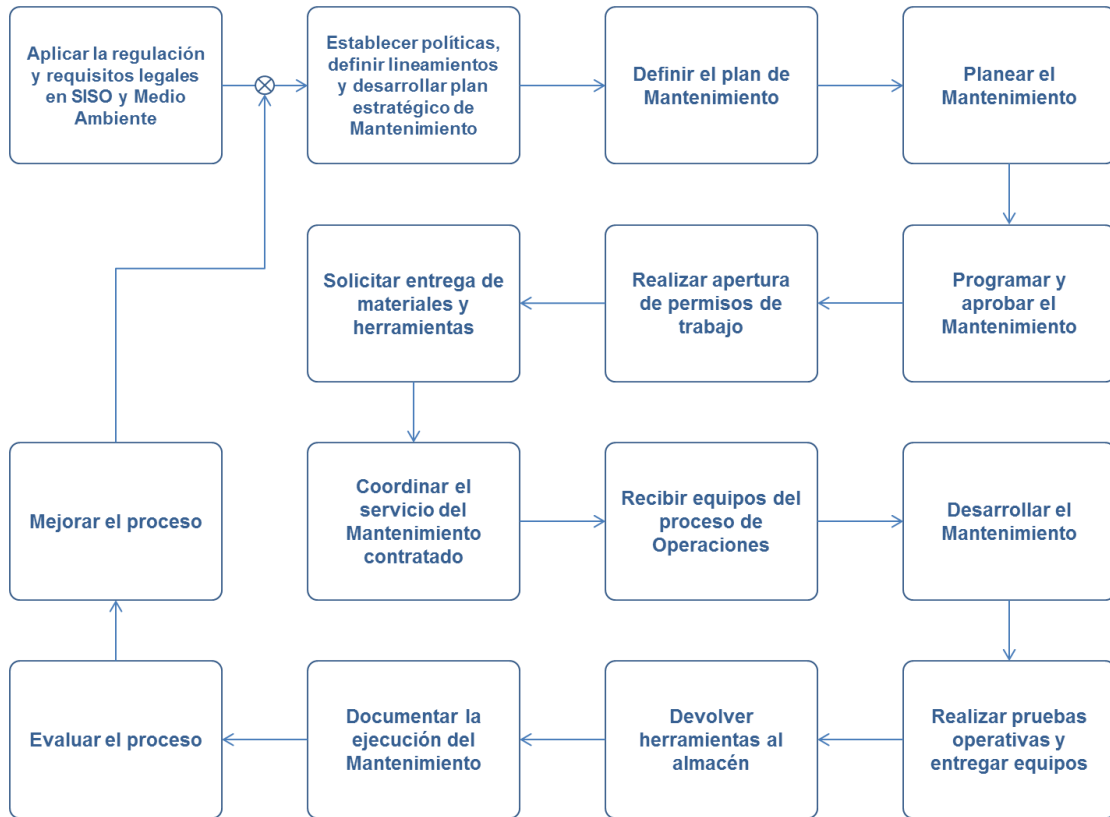 Aplicar la regulación
y requisitos legales
en SISO y Medio
Ambiente
Establecer políticas,
definir lineamientos
y desarrollar plan
estratégico de
Mantenimiento
Definir el plan de
Mantenimiento
Planear el
Mantenimiento
Programar y
aprobar el
Mantenimiento
Realizar apertura
de permisos de
trabajo
Solicitar entrega de
materiales y
herramientas
Coordinar el
servicio del
Mantenimiento
contratado
Recibir equipos del
proceso de
Operaciones
Desarrollar el
Mantenimiento
Realizar pruebas
operativas y
entregar equipos
Devolver
herramientas al
almacén
Documentar la
ejecución del
Mantenimiento
Evaluar el proceso
Mejorar el proceso